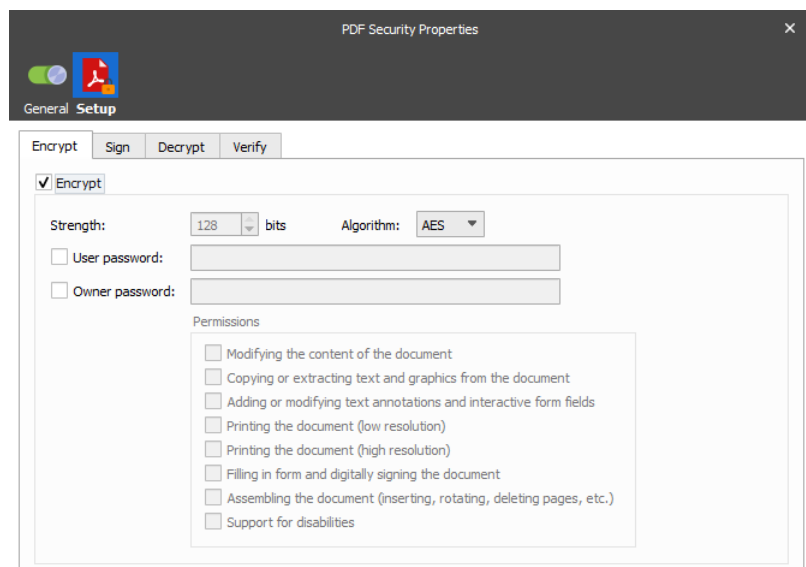 PDF Security Properties
General Setup
Encrypt Sign Decrypt Verify
Encrypt
Strength: 128 bits Algorithm: AES
User password:
Owner password:
Permissions
Modifying the content of the document
Copying or extracting text and graphics from the document
Adding or modifying text annotations and interactive form fields
Printing the document (low resolution)
Printing the document (high resolution)
Filling in form and digitally signing the document
Assembling the document (inserting, rotating, deleting pages, etc.)
Support for disabilities